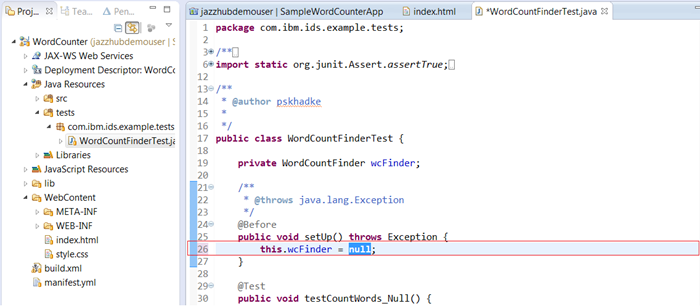 Proj... Tea... Pen...
WordCounter (jazzhubdemouser)
JAX-WS Web Services
Deployment Descriptor: WordCo
Java Resources
src
tests
com.ibm.ids.example.tests
WordCountFinderTest.ja
Libraries
JavaScript Resources
lib
WebContent
META-INF
WEB-INF
index.html
style.css
build.xml
manifest.yml
jazzhubdemouser | SampleWordCounterApp index.html *WordCountFinderTest.java
1 package com.ibm.ids.example.tests;
2
3 /**
6 import static org.junit.Assert.assertTrue;
12
13 /**
14 * @author pskhadke
15 *
16 */
17 public class WordCountFinderTest {
18
19 private WordCountFinder wcFinder;
20
21 /**
22 * @throws java.lang.Exception
23 */
24 @Before
25 public void setUp() throws Exception {
26 this.wcFinder = null;
27 }
28
29 @Test
30 public void testCountWords_Null() {